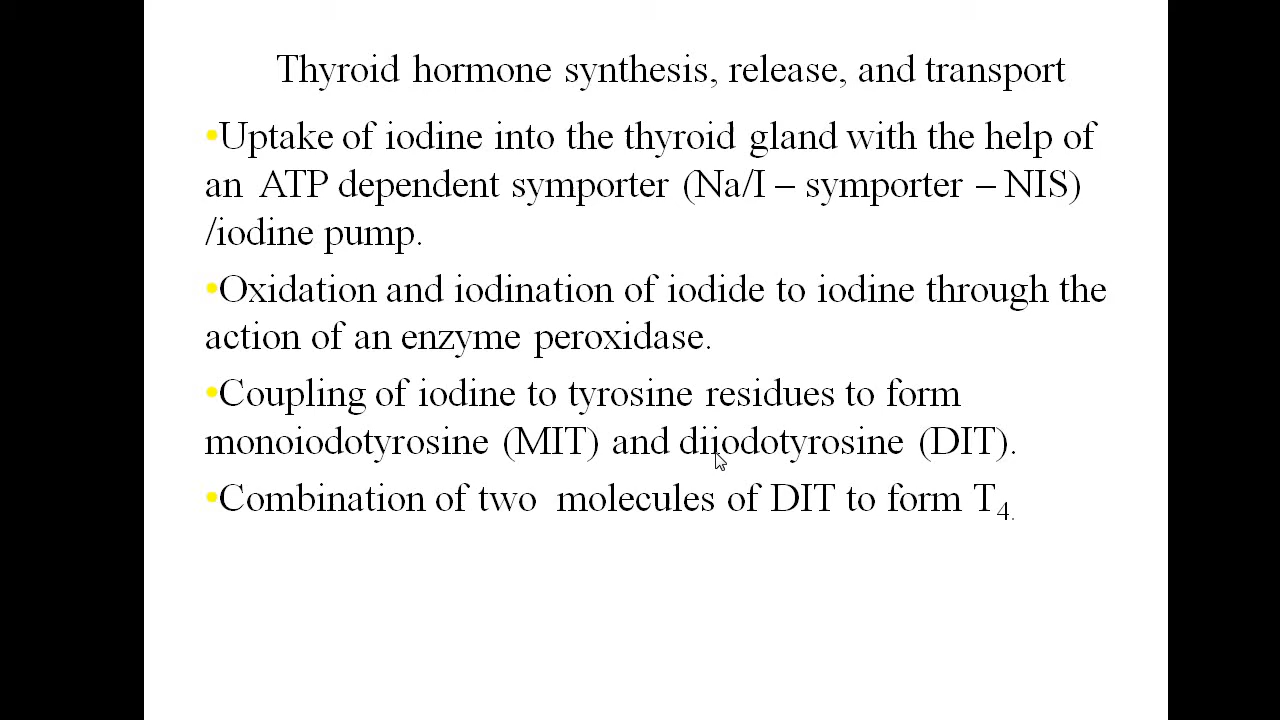 Thyroid hormone synthesis, release, and transport
•Uptake of iodine into the thyroid gland with the help of
an ATP dependent symporter (Na/I – symporter – NIS)
/iodine pump.
•Oxidation and iodination of iodide to iodine through the
action of an enzyme peroxidase.
•Coupling of iodine to tyrosine residues to form
monoiodotyrosine (MIT) and diiodotyrosine (DIT).
•Combination of two molecules of DIT to form T4.